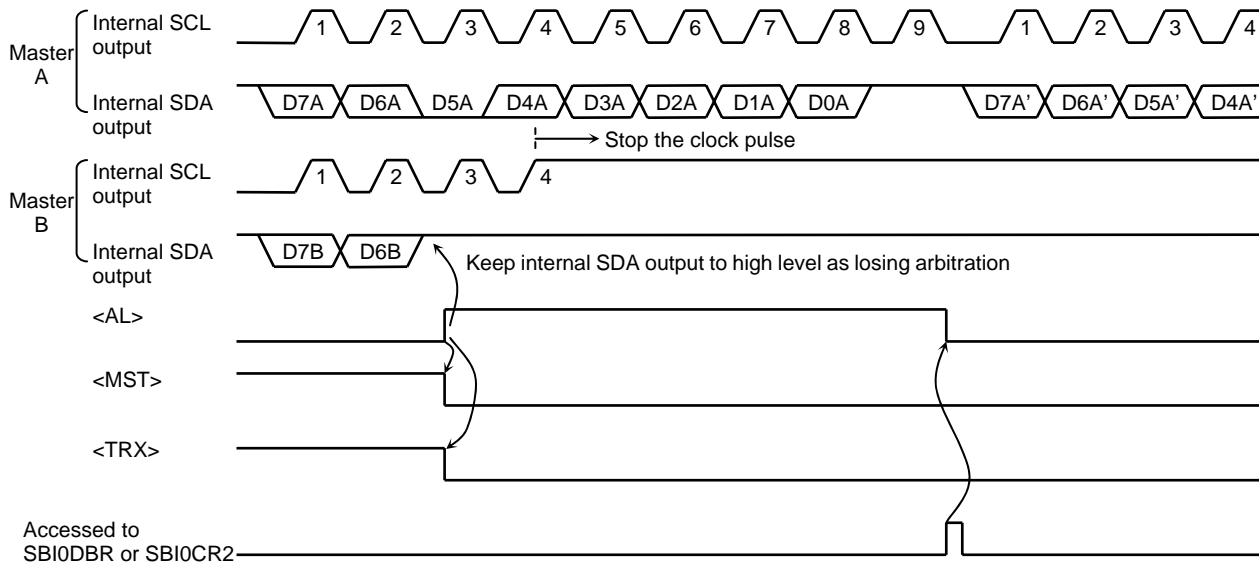 Master
A
Internal SCL
output
1 2 3 4 5 6 7 8 9 1 2 3 4
Internal SDA
output
D7A D6A D5A D4A D3A D2A D1A D0A D7A' D6A' D5A' D4A'
Stop the clock pulse
Master
B
Internal SCL
output
1 2 3 4
Internal SDA
output
D7B D6B
Keep internal SDA output to high level as losing arbitration
<AL>
<MST>
<TRX>
Accessed to
SBI0DBR or SBI0CR2